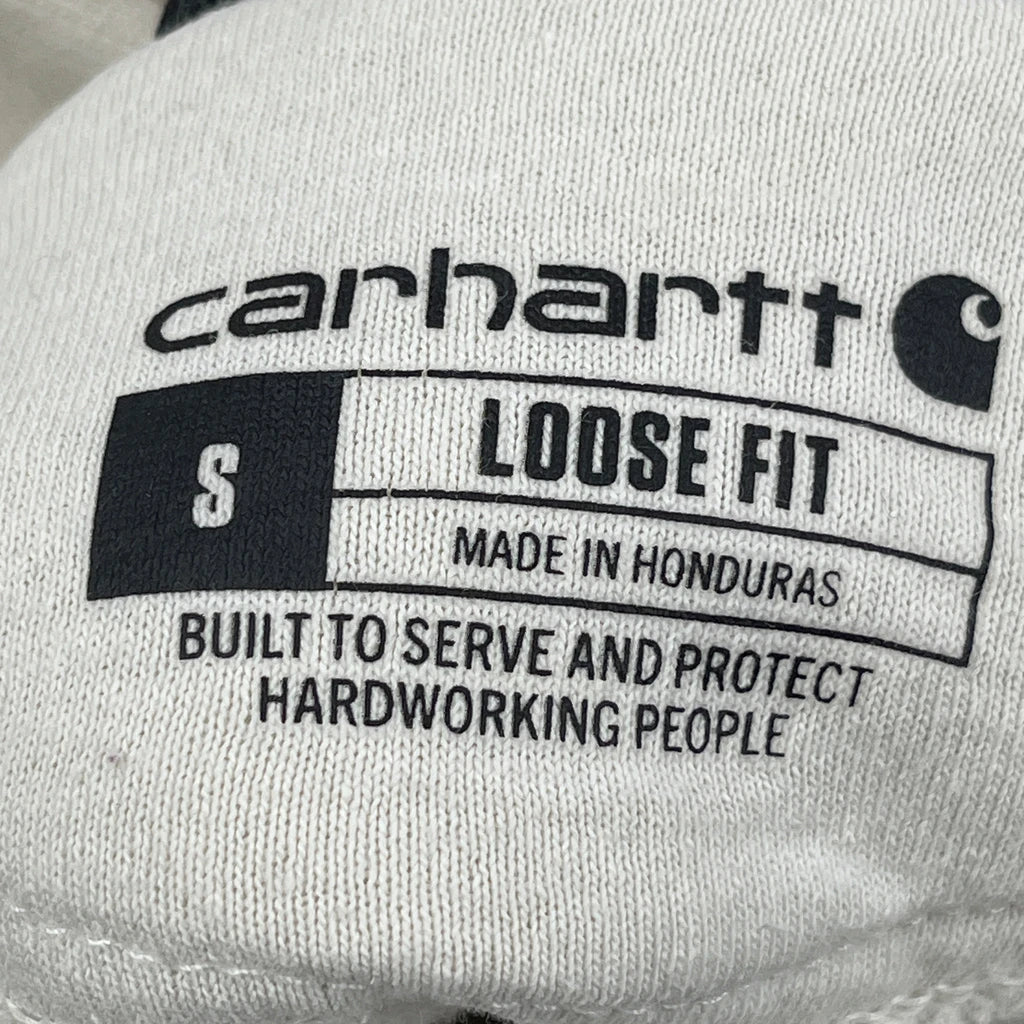 carhartt
S
LOOSE FIT
MADE IN HONDURAS
BUILT TO SERVE AND PROTECT
HARDWORKING PEOPLE